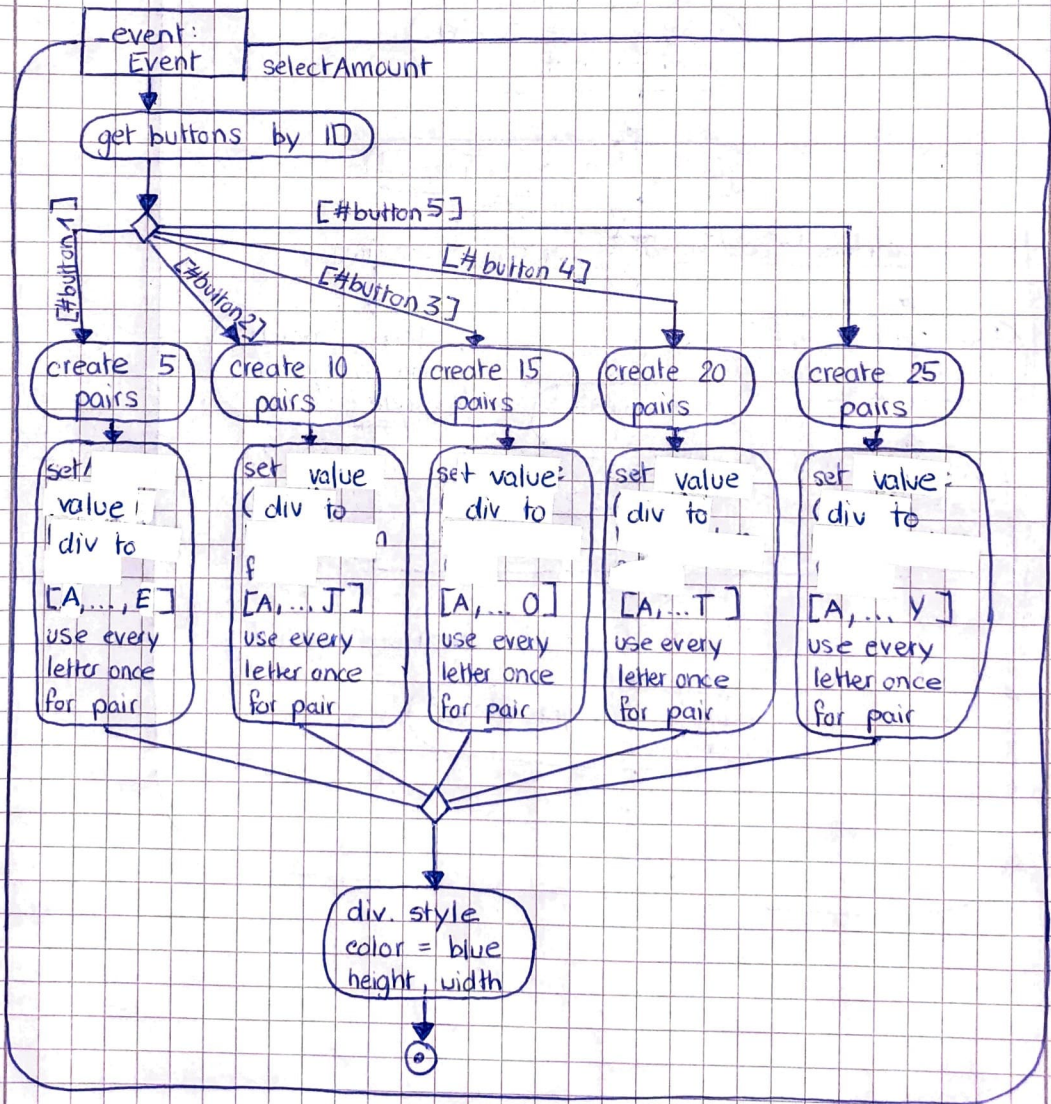 _event:
Event
selectAmount
get buttons by ID
[#button1]
[#button2]
[#button3]
[#button4]
[#button5]
create 5
pairs
create 10
pairs
create 15
pairs
create 20
pairs
create 25
pairs
set
value
div to
[A,...,E]
use every
letter once
for pair
set value
( div to
[A,...J]
use every
letter once
for pair
set value:
div to
[A,...O]
use every
letter once
for pair
set value
( div to
[A,...T]
use every
letter once
for pair
set value:
( div to
[A,...Y]
use every
letter once
for pair
div. style
color = blue
height, width